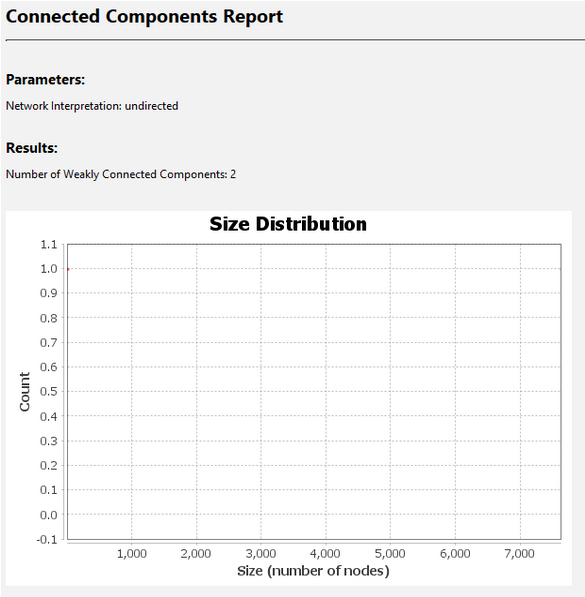 Connected Components Report
Parameters:
Network Interpretation: undirected
Results:
Number of Weakly Connected Components: 2
Size Distribution
1.1
1.0
0.9
0.8
0.7
0.6
0.5
0.4
0.3
0.2
0.1
0.0
-0.1
Count
1,000 2,000 3,000 4,000 5,000 6,000 7,000
Size (number of nodes)